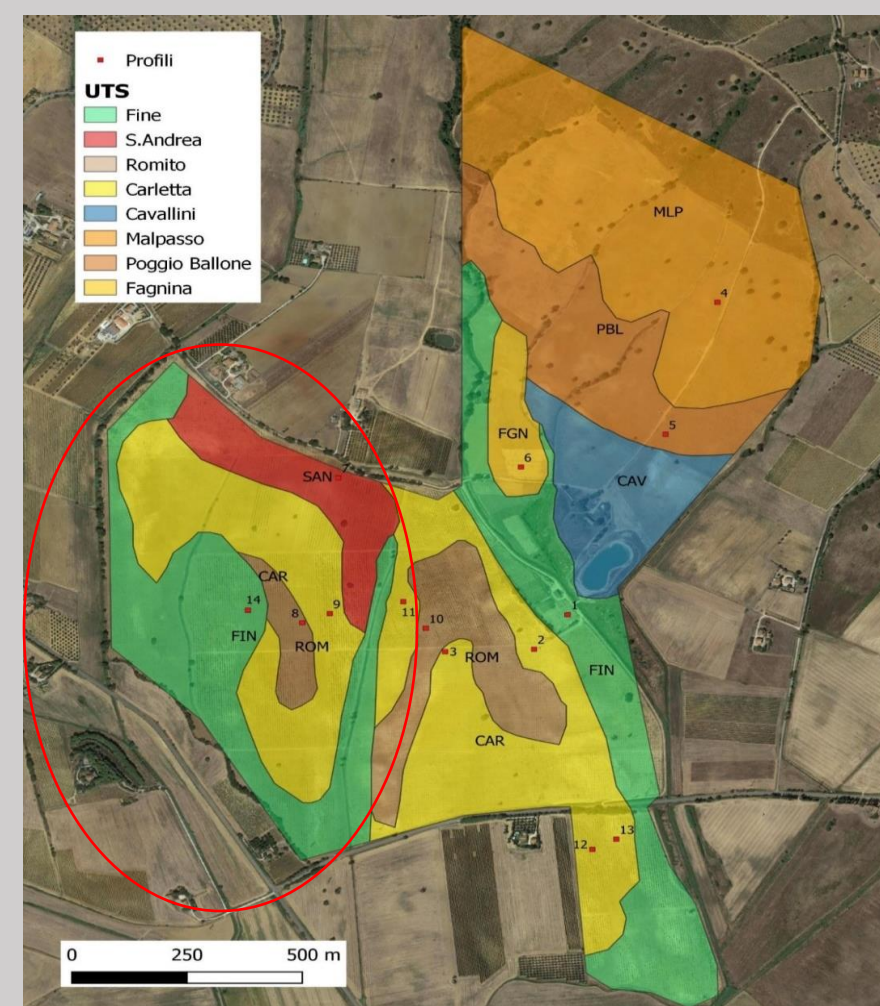 Profili
UTS
Fine
S.Andrea
Romito
Carletta
Cavallini
Malpasso
Poggio Ballone
Fagnina
MLP
4
PBL
5
FGN
6
CAV
SAN
7
CAR
14
8
9
11
10
1
FIN
ROM
3
ROM
2
FIN
CAR
13
12
0 250 500 m